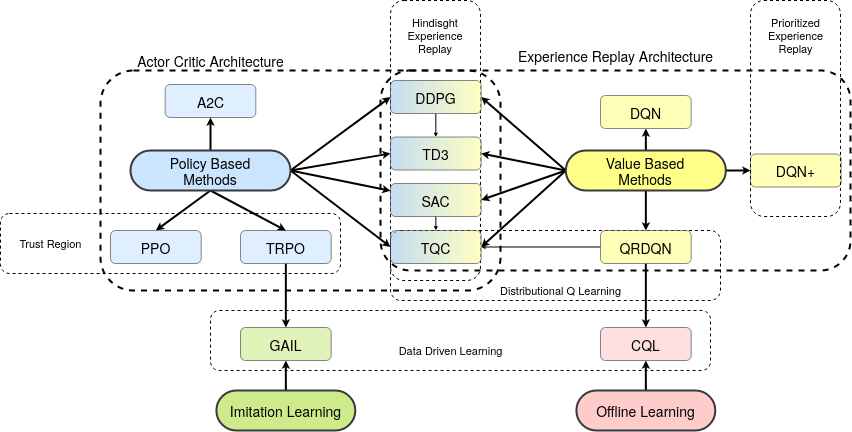 Hindisght
Experience
Replay
Prioritized
Experience
Replay
Actor Critic Architecture
Experience Replay Architecture
A2C
DDPG
DQN
Policy Based
Methods
TD3
Value Based
Methods
DQN+
SAC
Trust Region
PPO
TRPO
TQC
QRDQN
Distributional Q Learning
GAIL
Data Driven Learning
CQL
Imitation Learning
Offline Learning